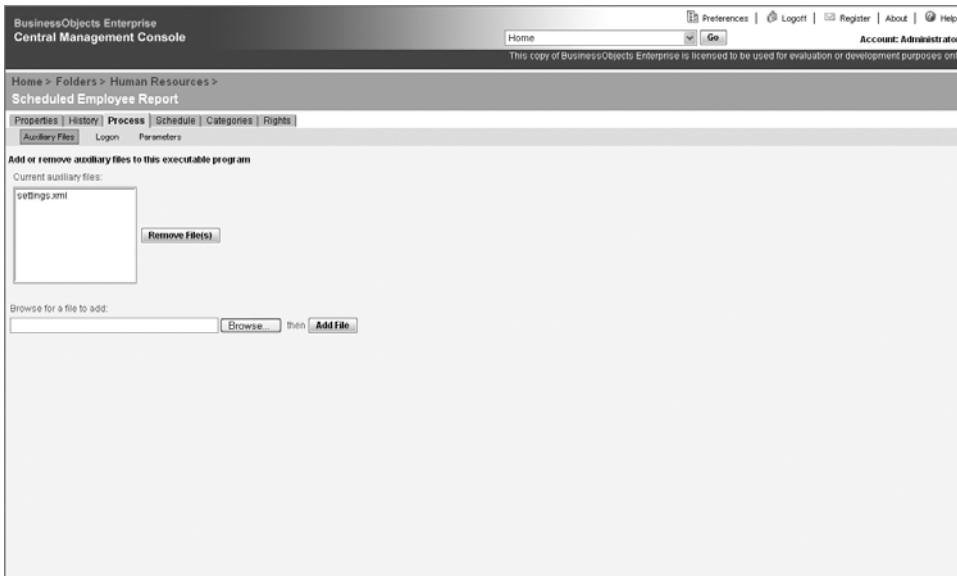 BusinessObjects Enterprise
Central Management Console
Preferences | Logoff | Register | About | Help
Home Go Account: Administrator
This copy of BusinessObjects Enterprise is licensed to be used for evaluation or development purposes onl
Home > Folders > Human Resources >
Scheduled Employee Report
Properties | History | Process | Schedule | Categories | Rights |
Auxiliary Files Logon Parameters
Add or remove auxiliary files to this executable program
Current auxiliary files:
settings.xml
Remove File(s)
Browse for a file to add:
Browse... then Add File